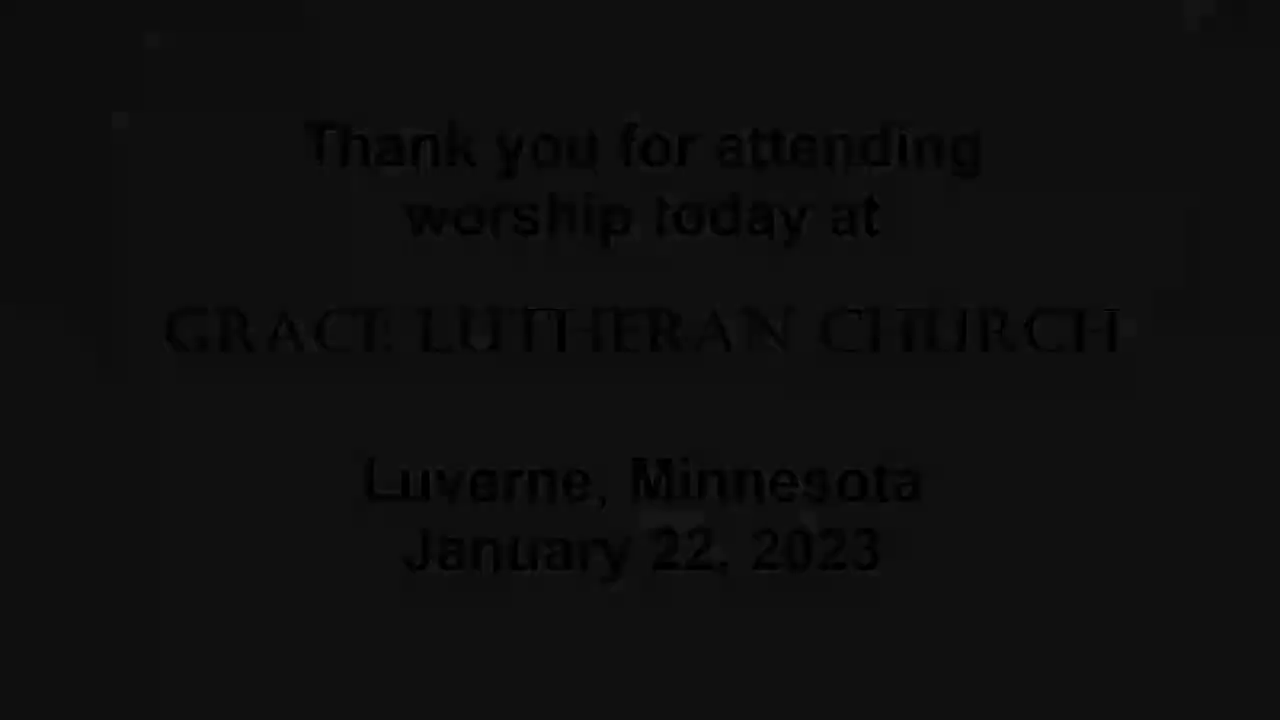 Thank you for attending
worship today at
GRACE LUTHERAN CHURCH
Luverne, Minnesota
January 22, 2023